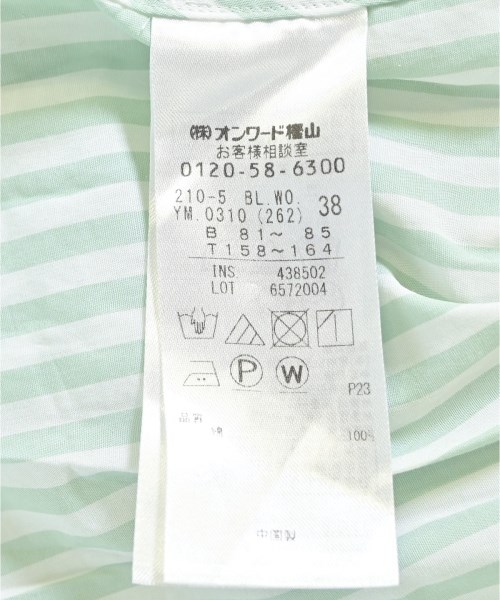 (株)オンワード樫山
お客様相談室
0120-58-6300
210-5 BL.WO.
YM.0310 (262) 38
B 81～ 85
T 158～164
INS 438502
LOT 6572004
P W
P23
品番
綿 100%
中国製